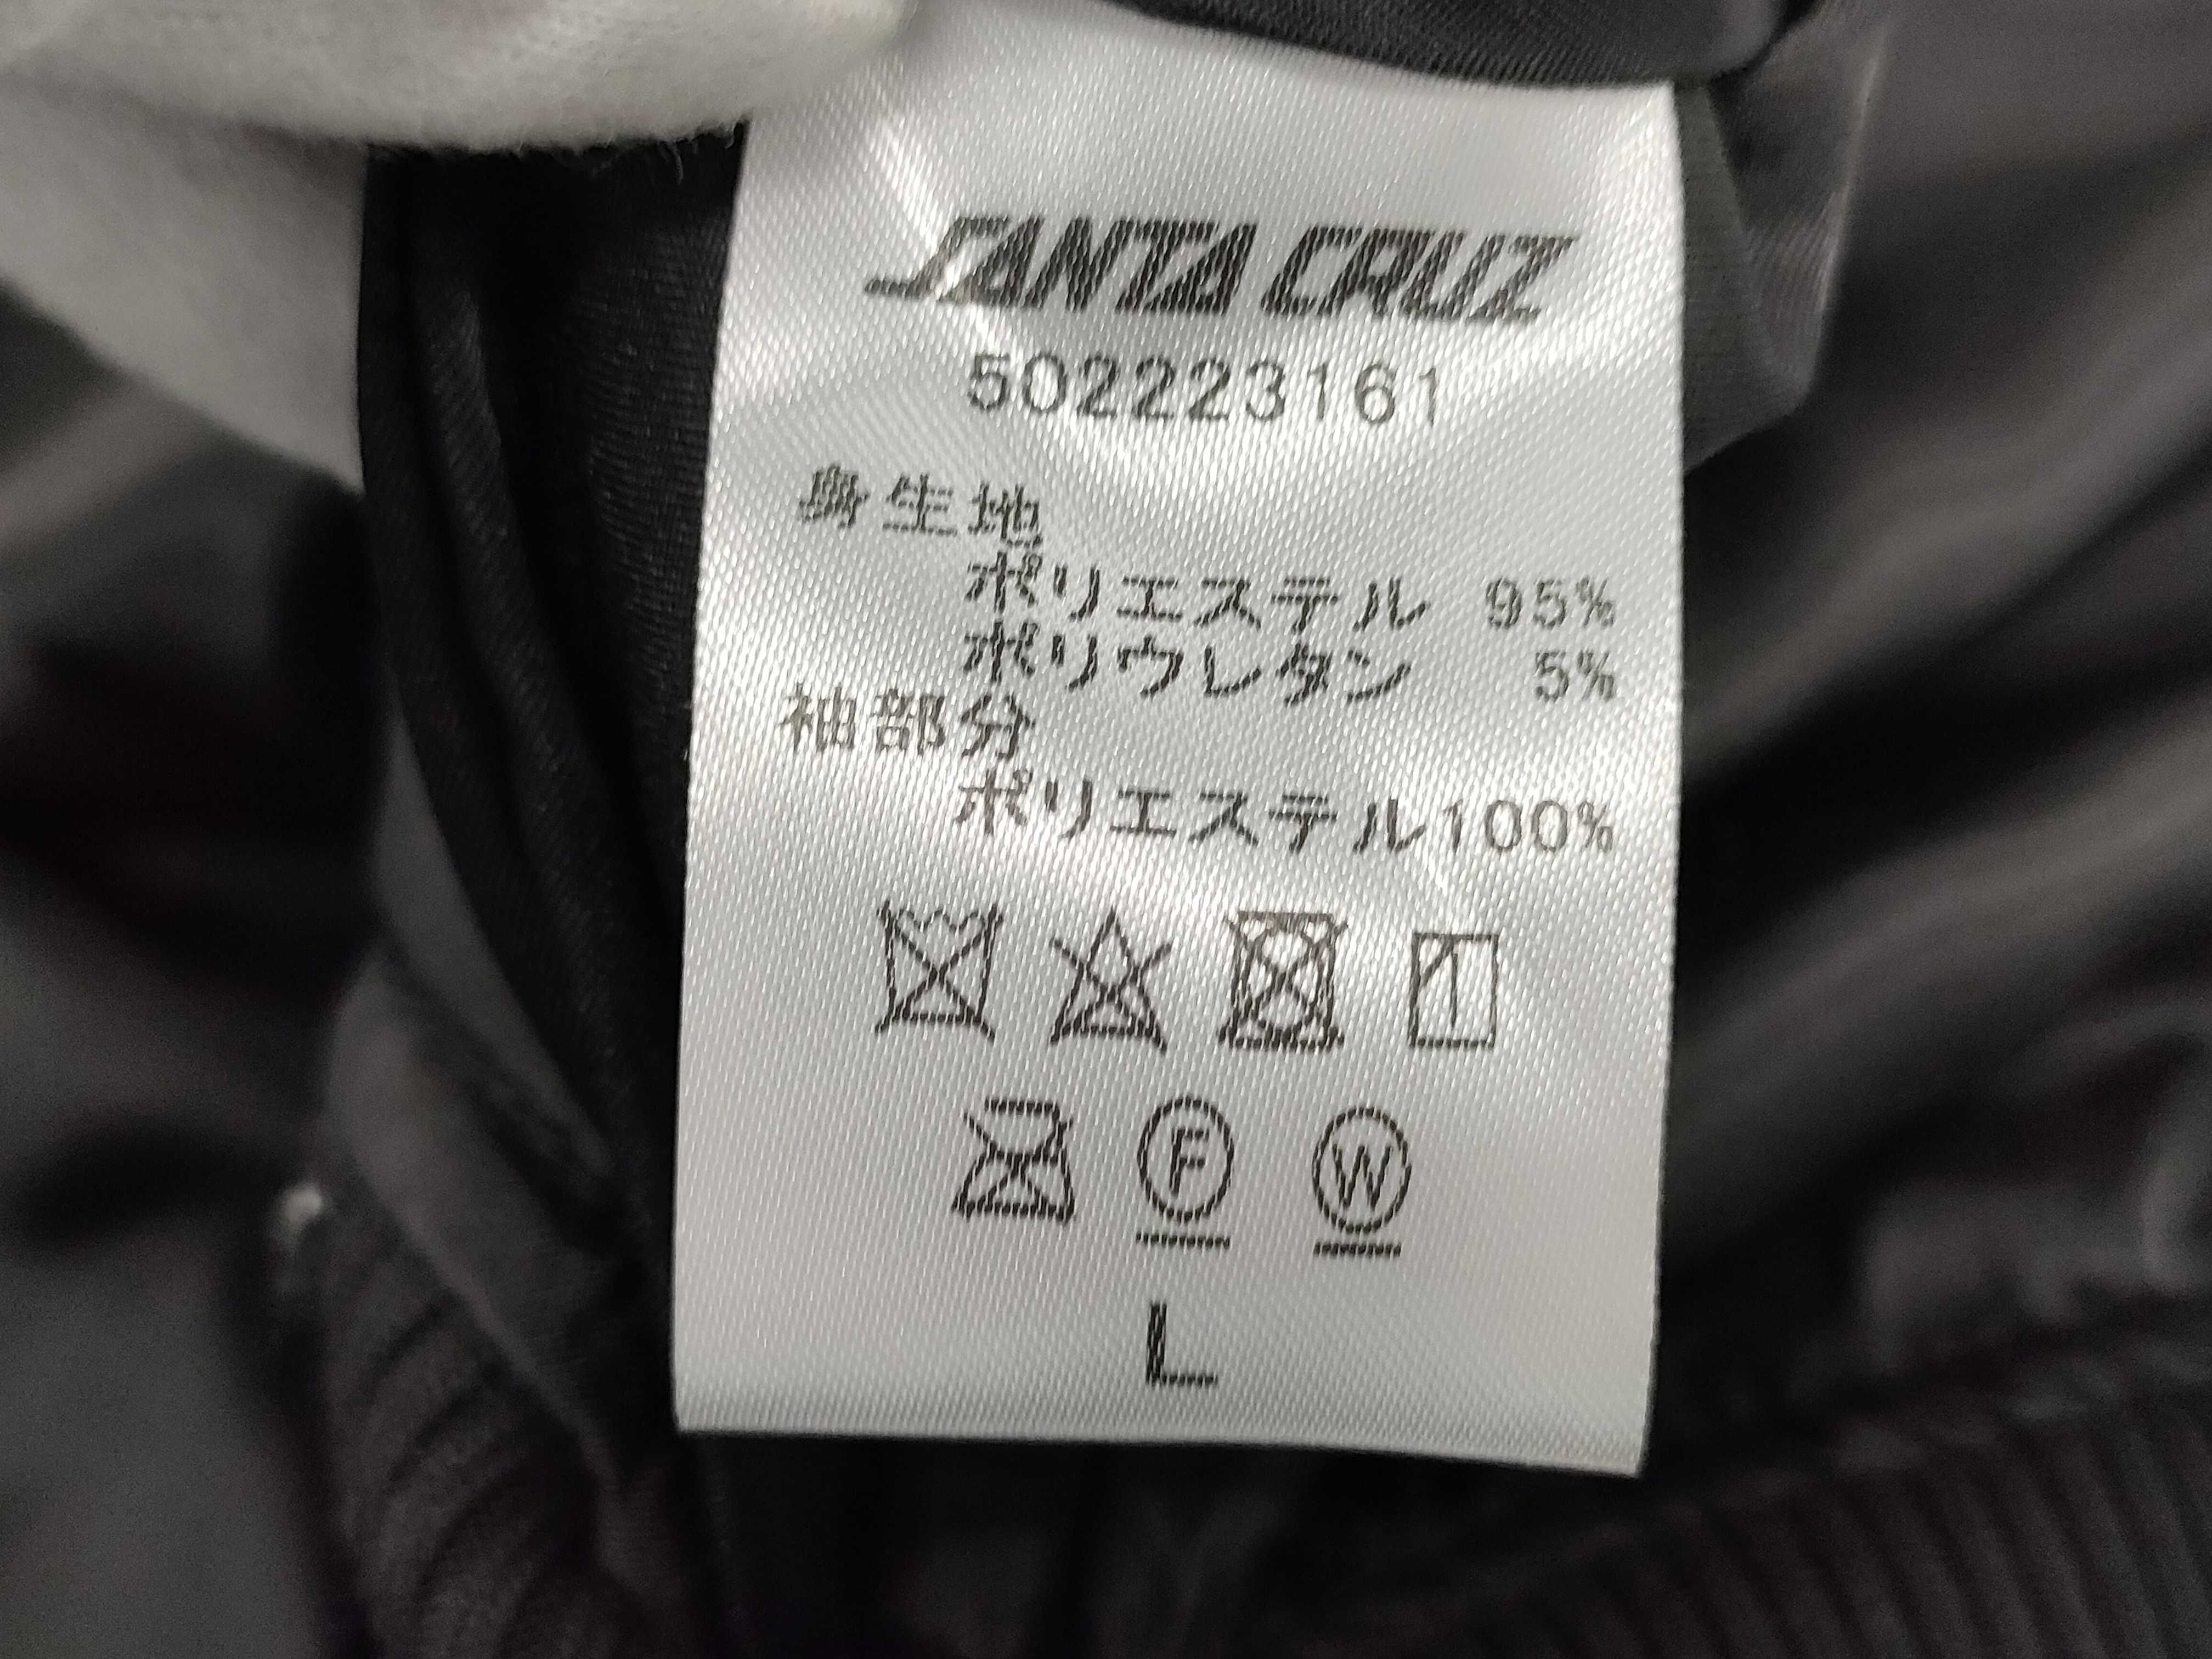 SANTA CRUZ
502223161
身生地
ポリエステル 95%
ポリウレタン 5%
袖部分
ポリエステル100%
F W
L